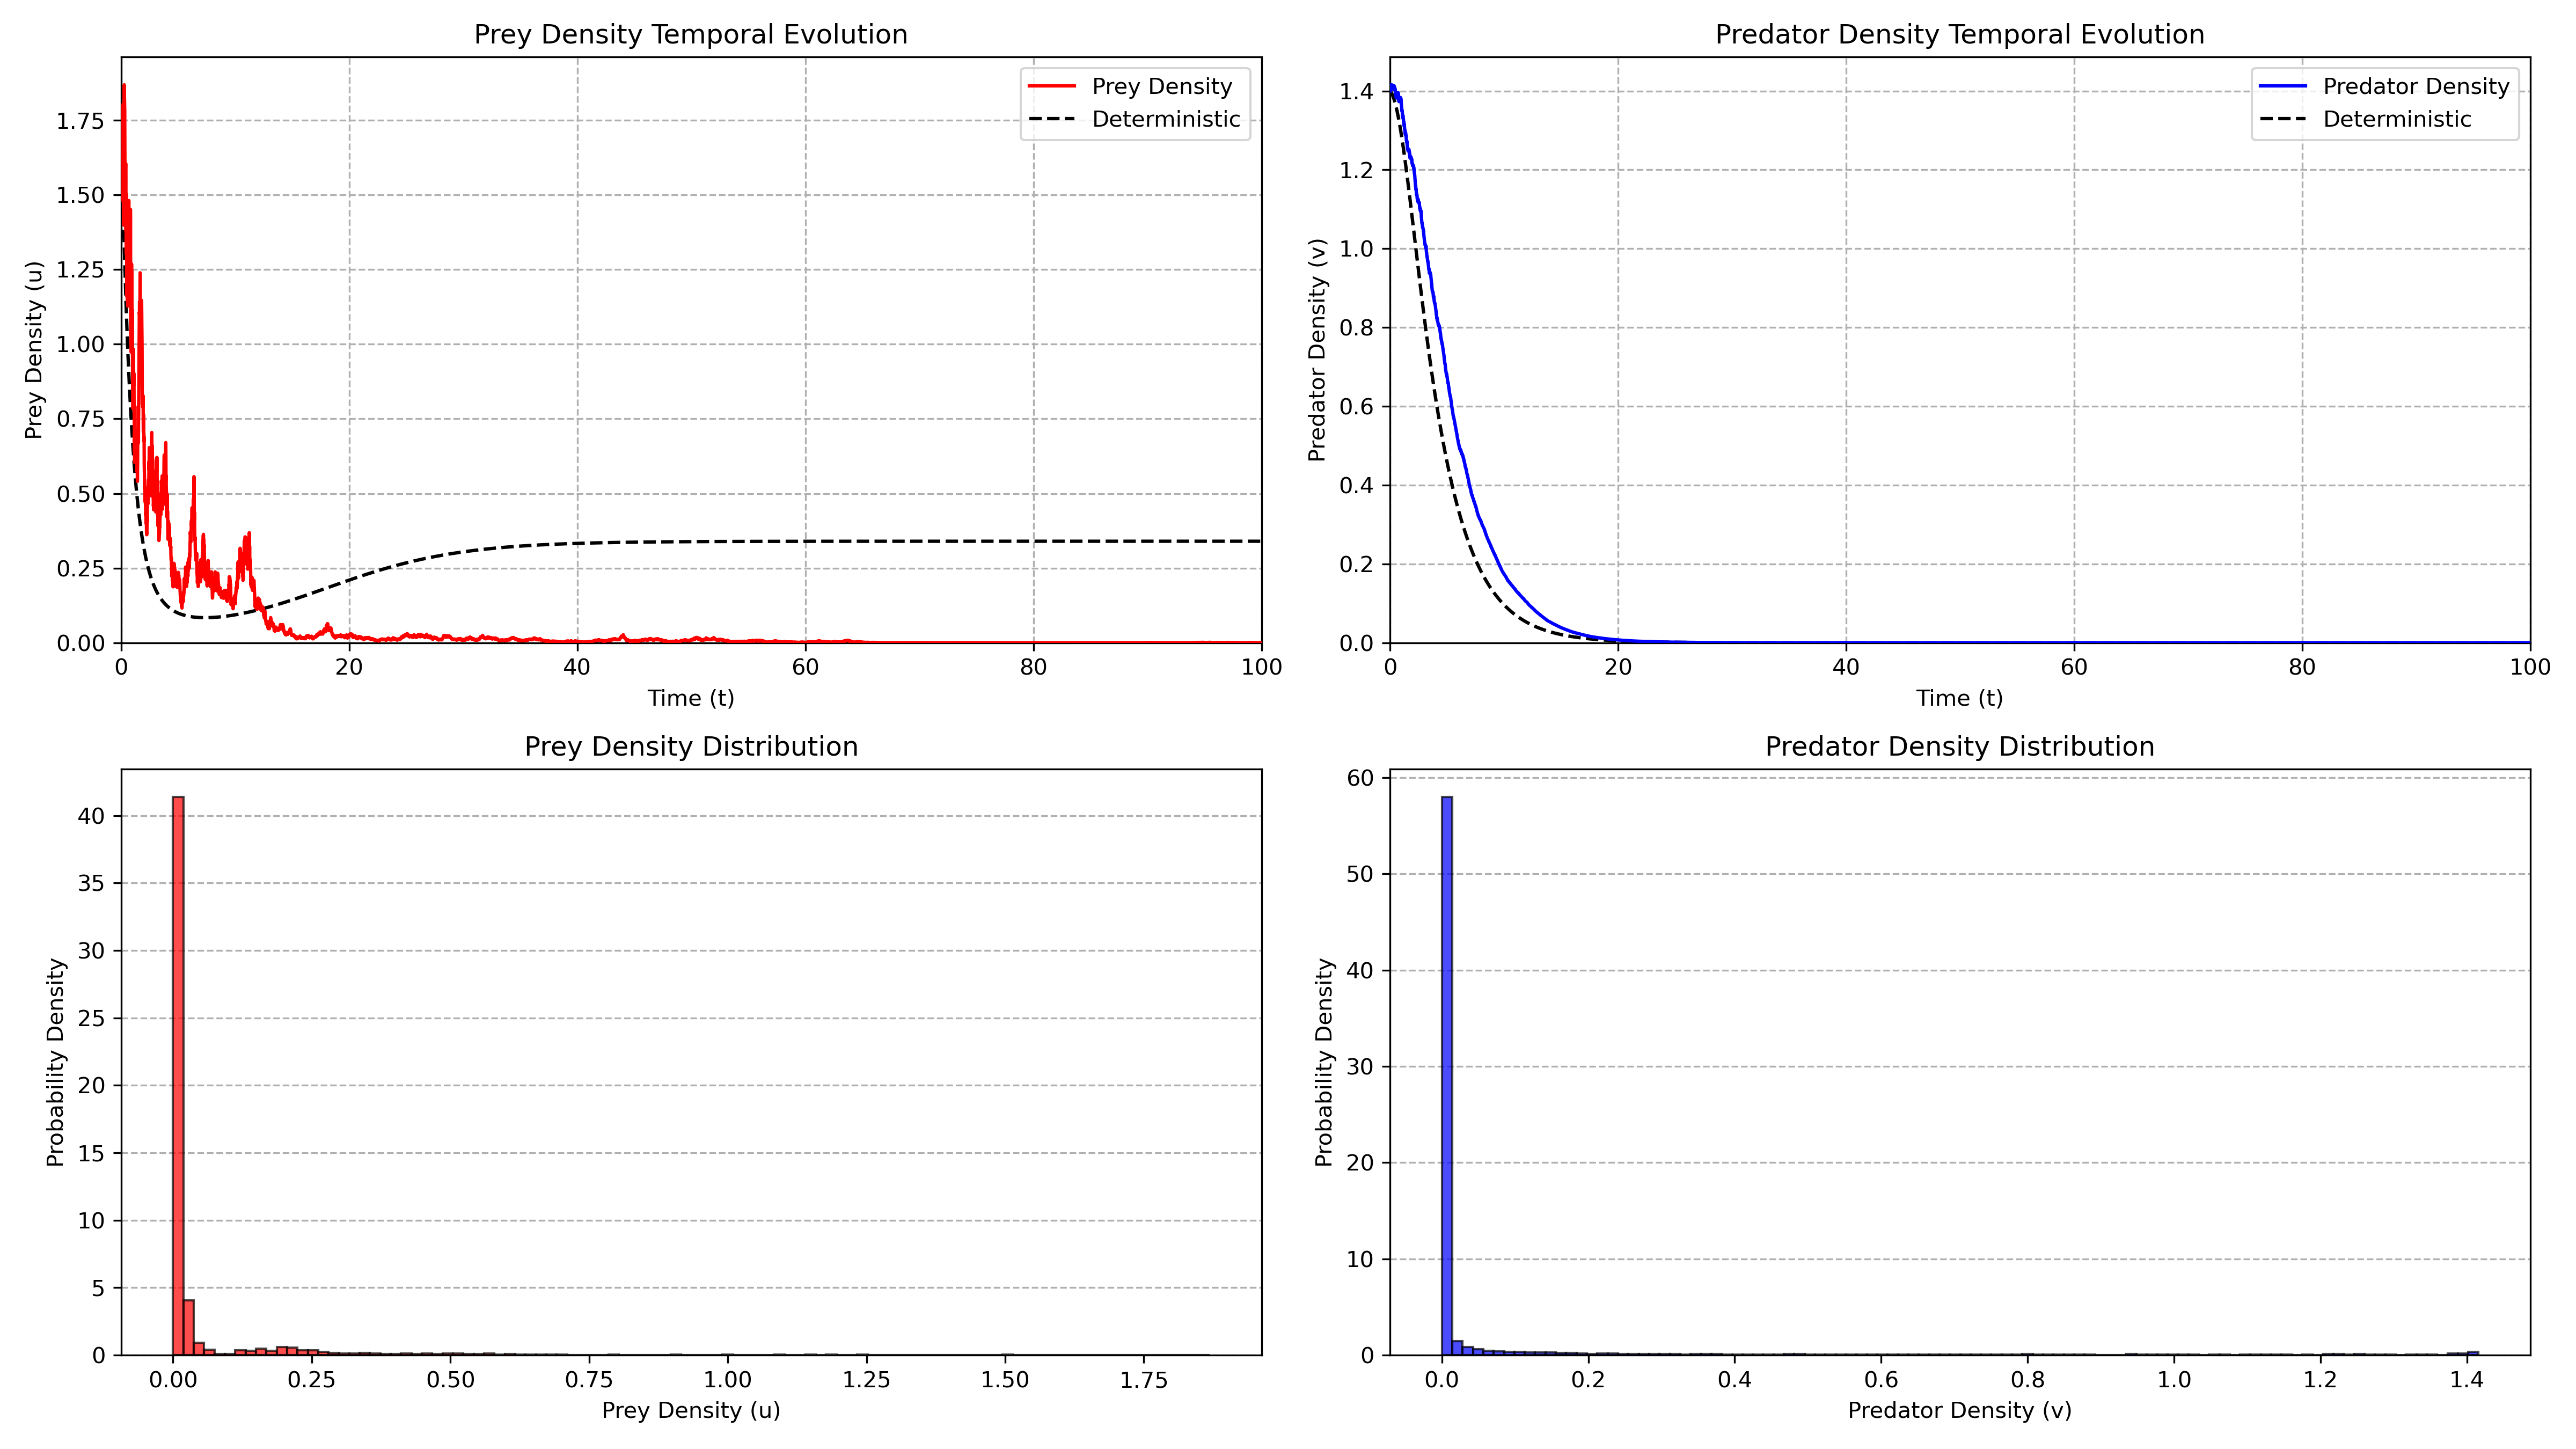 Prey Density Temporal Evolution
Prey Density (u)
1.75
1.50
1.25
1.00
0.75
0.50
0.25
0.00
Prey Density
Deterministic
0 20 40 60 80 100
Time (t)
Predator Density Temporal Evolution
Predator Density (v)
1.4
1.2
1.0
0.8
0.6
0.4
0.2
0.0
Predator Density
Deterministic
0 20 40 60 80 100
Time (t)
Prey Density Distribution
Probability Density
40
35
30
25
20
15
10
5
0
0.00 0.25 0.50 0.75 1.00 1.25 1.50 1.75
Prey Density (u)
Predator Density Distribution
Probability Density
60
50
40
30
20
10
0
0.0 0.2 0.4 0.6 0.8 1.0 1.2 1.4
Predator Density (v)